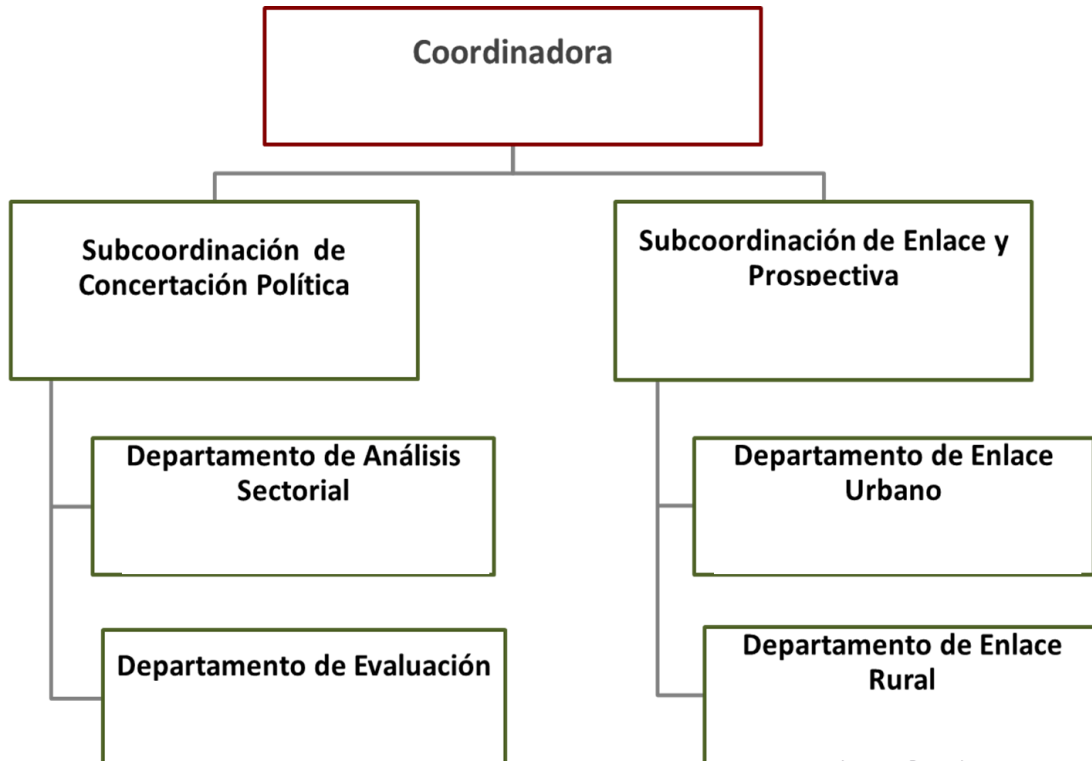 Coordinadora
Subcoordinación de
Concertación Política
Subcoordinación de Enlace y
Prospectiva
Departamento de Análisis
Sectorial
Departamento de Enlace
Urbano
Departamento de Evaluación
Departamento de Enlace
Rural